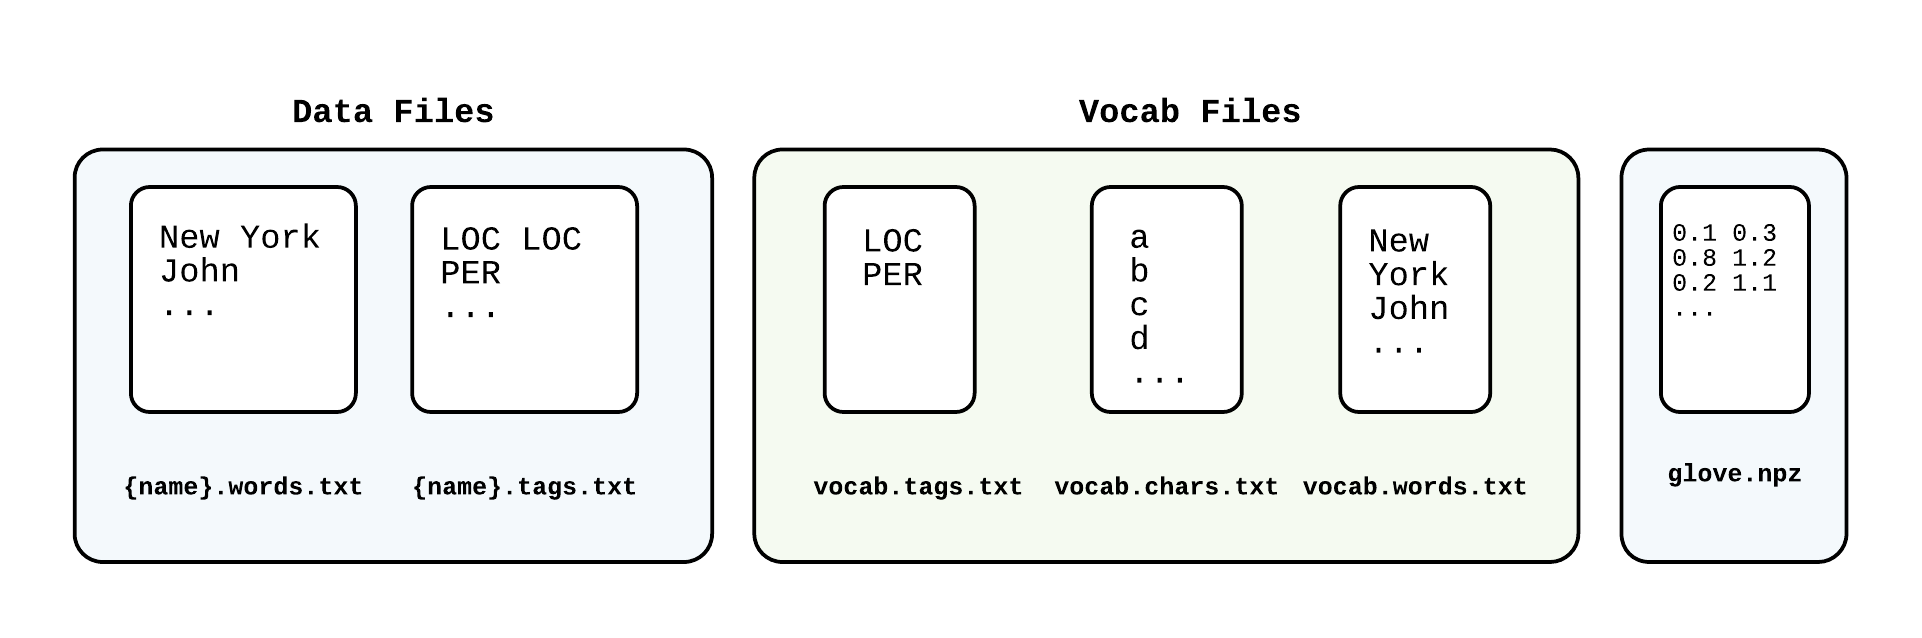 Data Files
New York
John
...
{name}.words.txt
LOC LOC
PER
...
{name}.tags.txt
Vocab Files
LOC
PER
vocab.tags.txt
a
b
c
d
...
vocab.chars.txt
New
York
John
...
vocab.words.txt
0.1 0.3
0.8 1.2
0.2 1.1
...
glove.npz